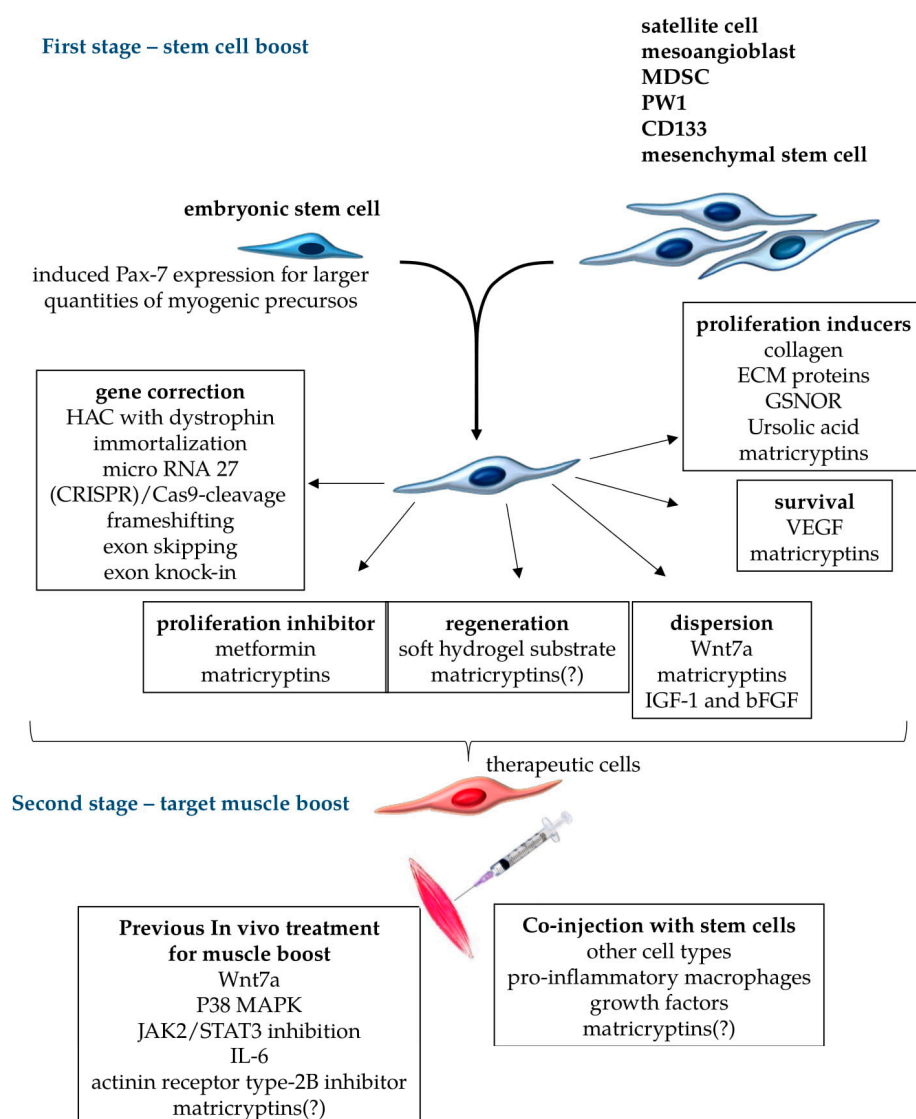 First stage – stem cell boost
satellite cell
mesoangioblast
MDSC
PW1
CD133
mesenchymal stem cell
embryonic stem cell
induced Pax-7 expression for larger
quantities of myogenic precursos
proliferation inducers
collagen
ECM proteins
GSNOR
Ursolic acid
matricryptins
gene correction
HAC with dystrophin
immortalization
micro RNA 27
(CRISPR)/Cas9-cleavage
frameshifting
exon skipping
exon knock-in
survival
VEGF
matricryptins
proliferation inhibitor
metformin
matricryptins
regeneration
soft hydrogel substrate
matricryptins(?)
dispersion
Wnt7a
matricryptins
IGF-1 and bFGF
therapeutic cells
Second stage – target muscle boost
Previous In vivo treatment
for muscle boost
Wnt7a
P38 MAPK
JAK2/STAT3 inhibition
IL-6
actinin receptor type-2B inhibitor
matricryptins(?)
Co-injection with stem cells
other cell types
pro-inflammatory macrophages
growth factors
matricryptins(?)